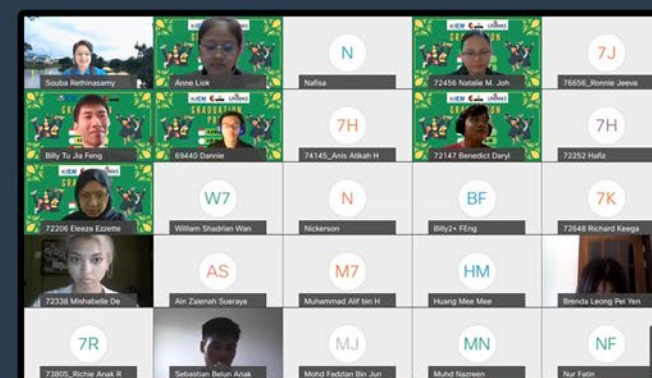 Souba Rethinasamy
Anne Liok
N
Nafisa
GRADUATION
72456 Natalie M. Joh
7J
76656_Ronnie Jeeva
Billy Tu Jia Feng
GRADUATION
69440 Dannie
7H
74145_Anis Atikah H
72147 Benedict Daryl
7H
72252 Hafiz
72206 Eleeza Ezzette
W7
William Shadrian Wan
N
Nickerson
BF
Billy2+ FEng
7K
72648 Richard Keega
72338 Mishabelle De
AS
Ain Zaienah Sueraya
M7
Muhammad Alif bin H
HM
Huang Mee Mee
Brenda Leong Pei Yen
7R
73805_Richie Anak R
Sebastian Belun Anak
MJ
Mohd Fadzlan Bin Jun
MN
Muhd Nazreen
NF
Nur Fatin